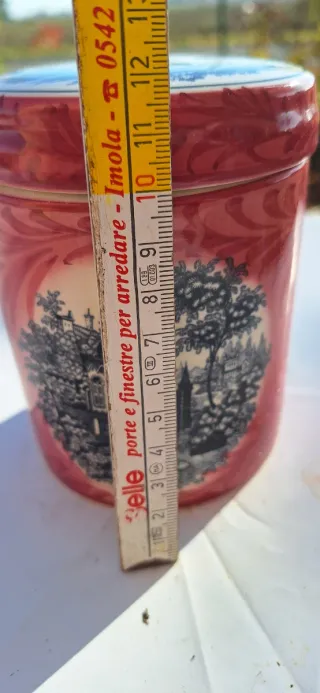 elle porte e finestre per arredare - Imola - ☎ 0542
1 2 3 4 5 6 7 8 9 10 11 12